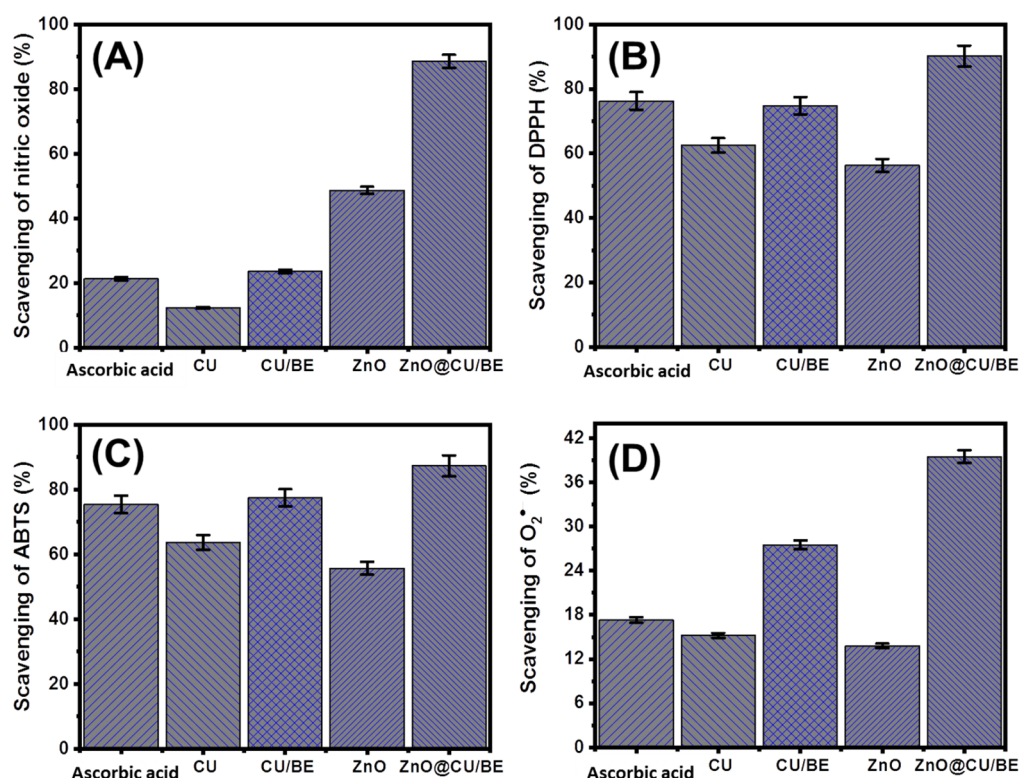 (A)
Scavenging of nitric oxide (%)
100
80
60
40
20
0
Ascorbic acid CU CU/BE ZnO ZnO@CU/BE
(B)
Scavenging of DPPH (%)
100
80
60
40
20
0
Ascorbic acid CU CU/BE ZnO ZnO@CU/BE
(C)
Scavenging of ABTS (%)
100
80
60
40
20
0
Ascorbic acid CU CU/BE ZnO ZnO@CU/BE
(D)
Scavenging of O₂• (%)
42
36
30
24
18
12
6
0
Ascorbic acid CU CU/BE ZnO ZnO@CU/BE